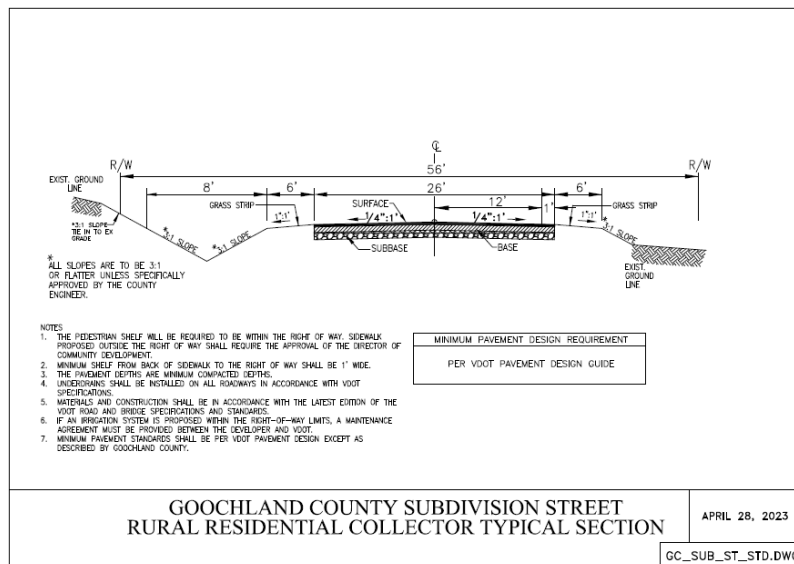 R/W
℄
R/W
56'
EXIST. GROUND
LINE
8'
6'
26'
6'
12'
1'
GRASS STRIP
SURFACE
GRASS STRIP
1":1'
1/4":1'
1/4":1'
1":1'
*3:1 SLOPE
TIE IN TO EX
GRADE
*3:1 SLOPE
*3:1 SLOPE
SUBBASE
BASE
*3:1 SLOPE
EXIST.
GROUND
LINE
*
ALL SLOPES ARE TO BE 3:1
OR FLATTER UNLESS SPECIFICALLY
APPROVED BY THE COUNTY
ENGINEER.
NOTES
1. THE PEDESTRIAN SHELF WILL BE REQUIRED TO BE WITHIN THE RIGHT OF WAY. SIDEWALK
PROPOSED OUTSIDE THE RIGHT OF WAY SHALL REQUIRE THE APPROVAL OF THE DIRECTOR OF
COMMUNITY DEVELOPMENT.
2. MINIMUM SHELF FROM BACK OF SIDEWALK TO THE RIGHT OF WAY SHALL BE 1' WIDE.
3. THE PAVEMENT DEPTHS ARE MINIMUM COMPACTED DEPTHS.
4. UNDERDRAINS SHALL BE INSTALLED ON ALL ROADWAYS IN ACCORDANCE WITH VDOT
SPECIFICATIONS.
5. MATERIALS AND CONSTRUCTION SHALL BE IN ACCORDANCE WITH THE LATEST EDITION OF THE
VDOT ROAD AND BRIDGE SPECIFICATIONS AND STANDARDS.
6. IF AN IRRIGATION SYSTEM IS PROPOSED WITHIN THE RIGHT-OF-WAY LIMITS, A MAINTENANCE
AGREEMENT MUST BE PROVIDED BETWEEN THE DEVELOPER AND VDOT.
7. MINIMUM PAVEMENT STANDARDS SHALL BE PER VDOT PAVEMENT DESIGN EXCEPT AS
DESCRIBED BY GOOCHLAND COUNTY.
MINIMUM PAVEMENT DESIGN REQUIREMENT
PER VDOT PAVEMENT DESIGN GUIDE
GOOCHLAND COUNTY SUBDIVISION STREET
RURAL RESIDENTIAL COLLECTOR TYPICAL SECTION
APRIL 28, 2023
GC_SUB_ST_STD.DWG